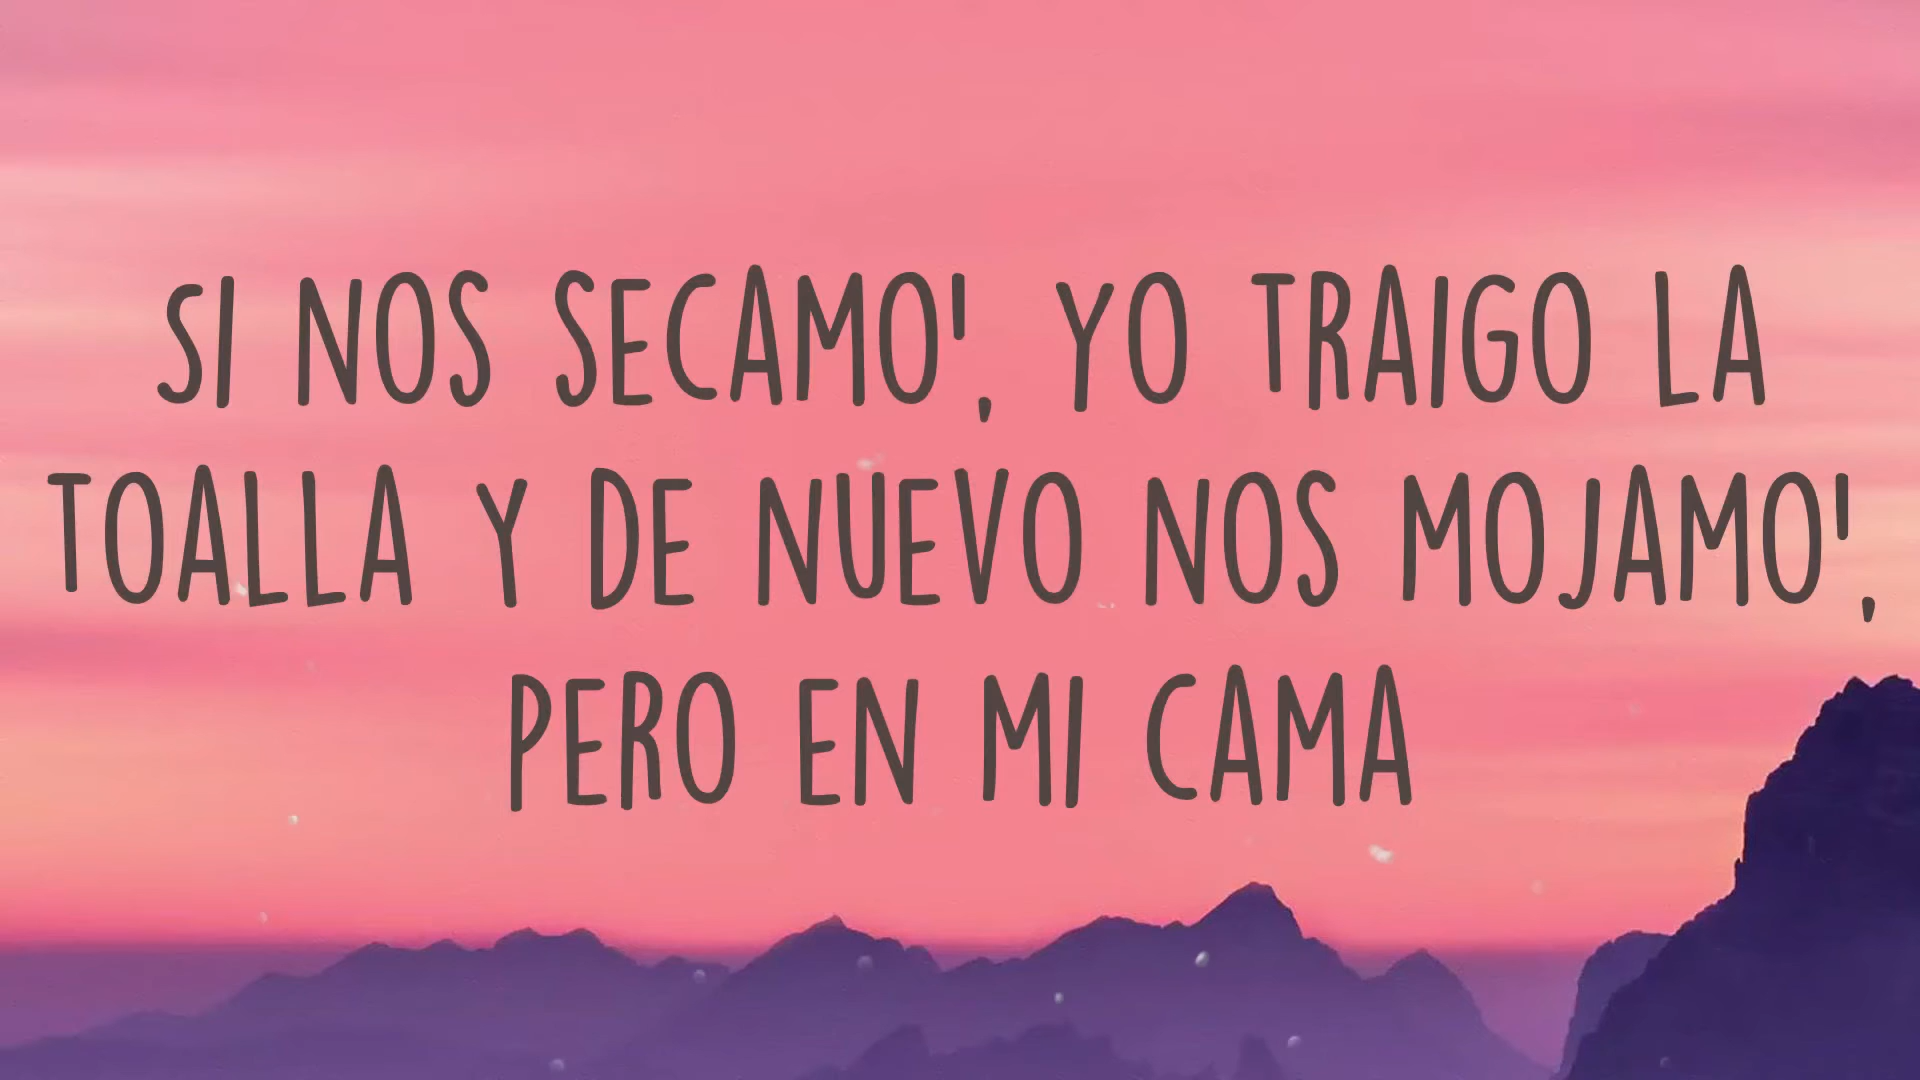 SI NOS SECAMO', YO TRAIGO LA
TOALLA Y DE NUEVO NOS MOJAMO',
PERO EN MI CAMA